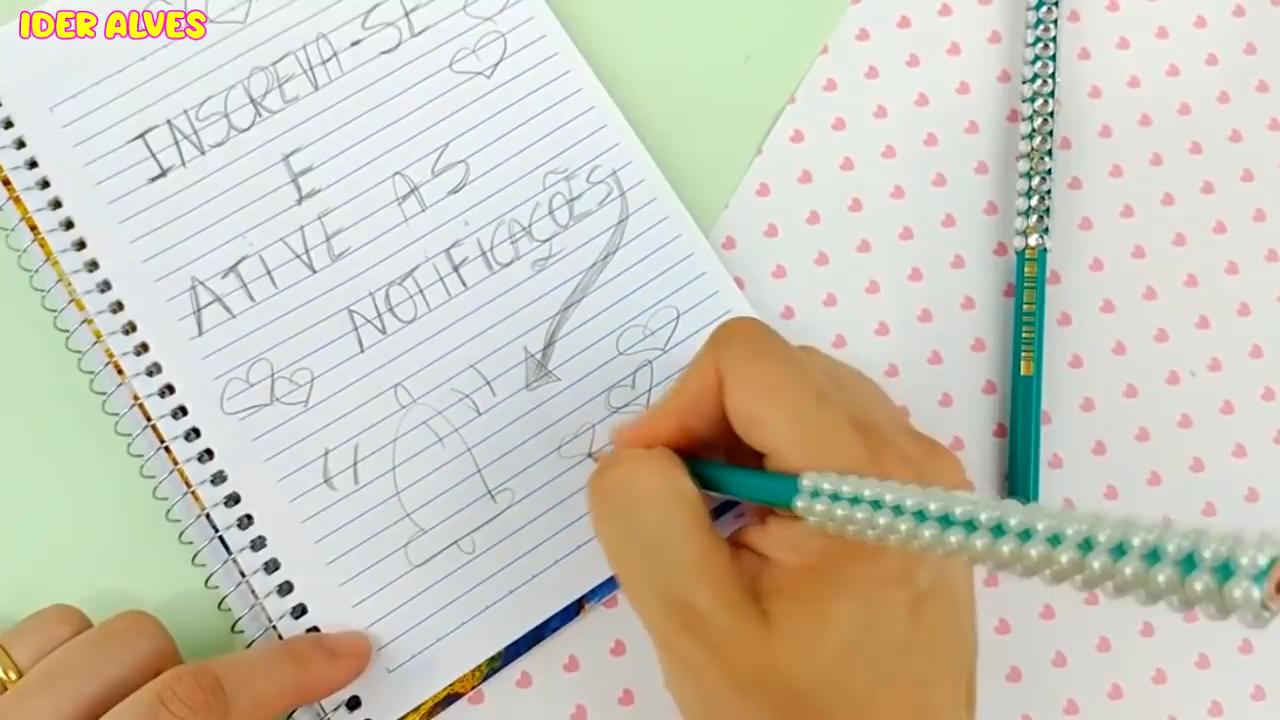 IDER ALVES
INSCREVA-SE
E
ATIVE AS
NOTIFICAÇÕES